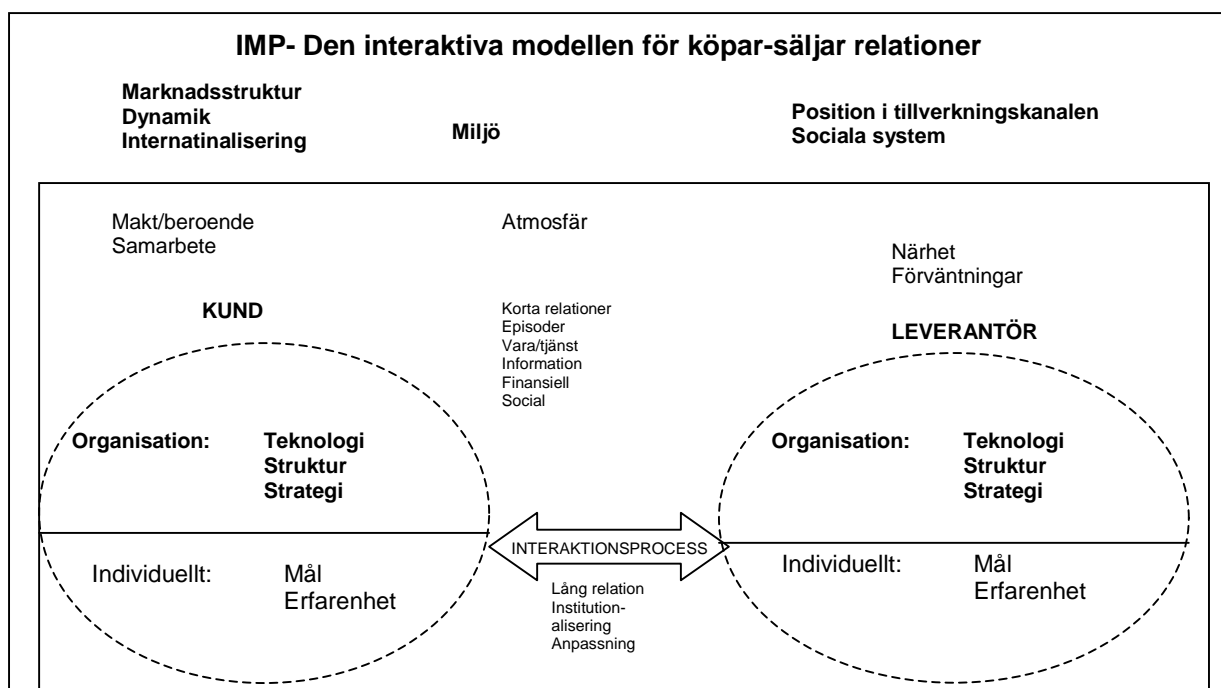 IMP- Den interaktiva modellen för köpar-säljar relationer
Marknadsstruktur
Dynamik
Internatinalisering
Miljö
Position i tillverkningskanalen
Sociala system
Makt/beroende
Samarbete
Atmosfär
Närhet
Förväntningar
KUND
Korta relationer
Episoder
Vara/tjänst
Information
Finansiell
Social
LEVERANTÖR
Organisation: Teknologi
Struktur
Strategi
Organisation: Teknologi
Struktur
Strategi
INTERAKTIONSPROCESS
Individuellt: Mål
Erfarenhet
Lång relation
Institution-
alisering
Anpassning
Individuellt: Mål
Erfarenhet